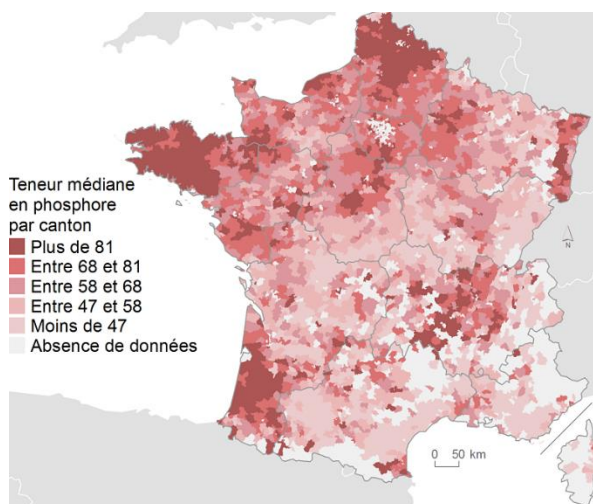 Teneur médiane
en phosphore
par canton
Plus de 81
Entre 68 et 81
Entre 58 et 68
Entre 47 et 58
Moins de 47
Absence de données
N
0 50 km